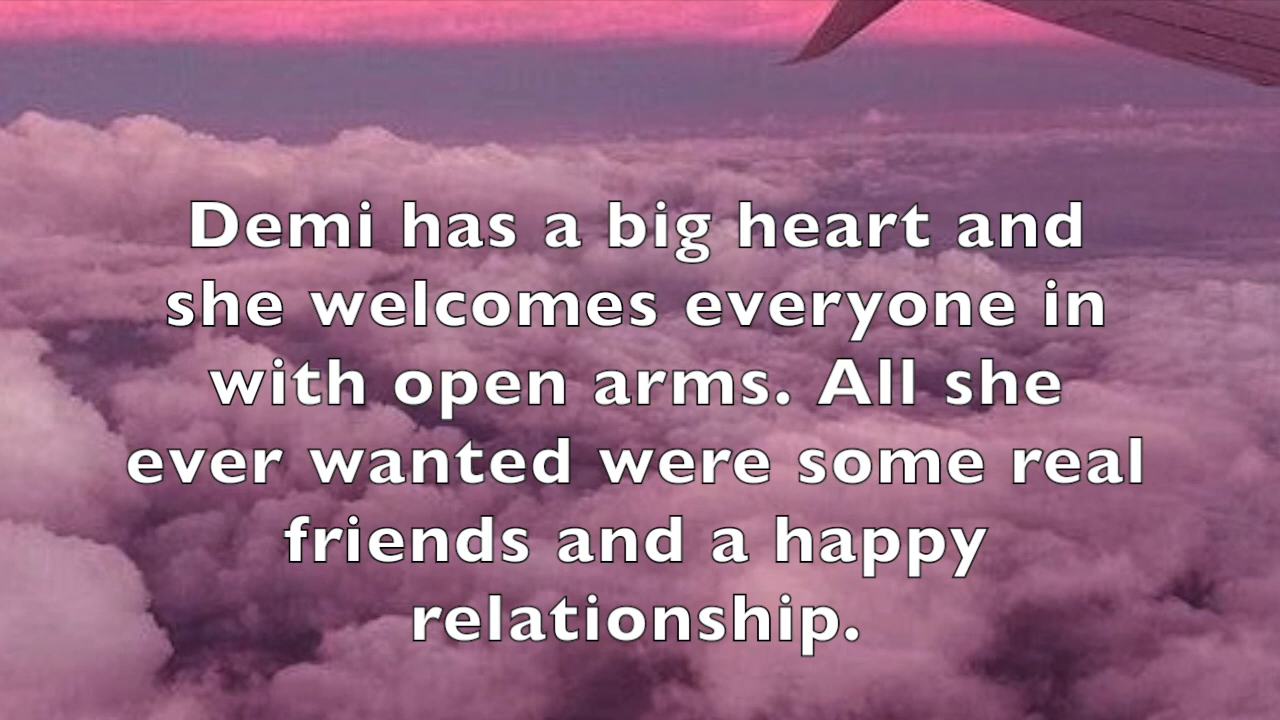 Demi has a big heart and
she welcomes everyone in
with open arms. All she
ever wanted were some real
friends and a happy
relationship.